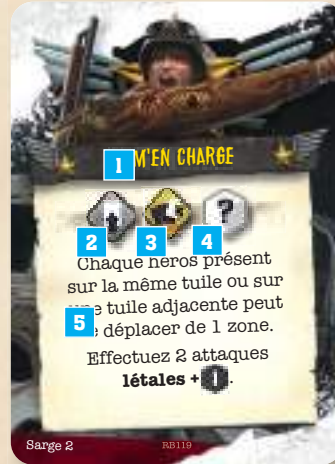 1 M'EN CHARGE
?
2 3 4
Chaque héros présent
sur la même tuile ou sur
tuile adjacente peut
5 déplacer de 1 zone.
Effectuez 2 attaques
létales + 1.
Sarge 2 RB119